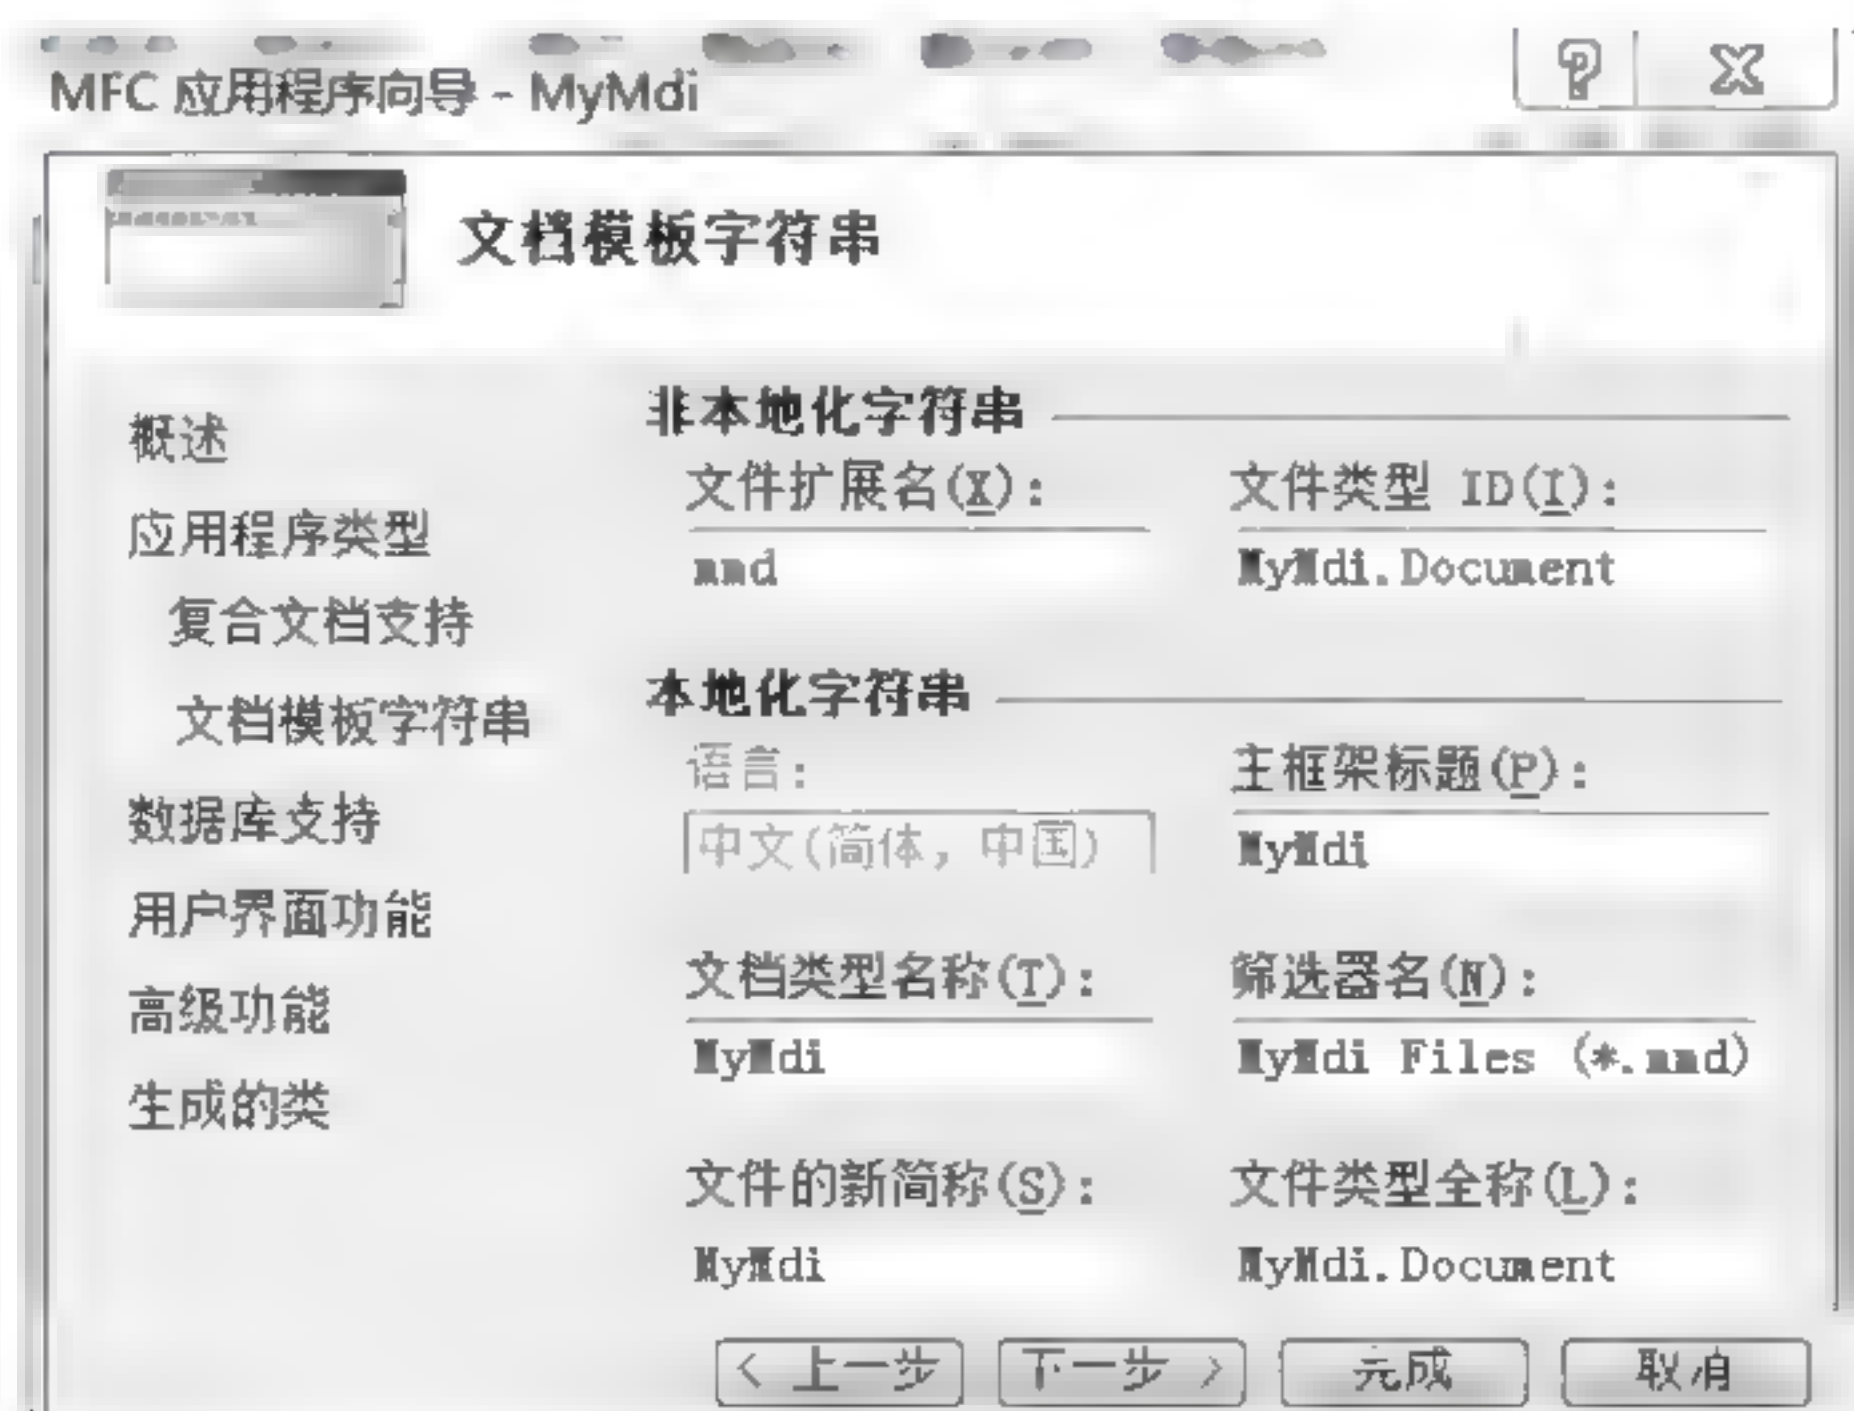 MFC 应用程序向导 - MyMdi
文档模板字符串
概述
应用程序类型
复合文档支持
文档模板字符串
数据库支持
用户界面功能
高级功能
生成的类
非本地化字符串
文件扩展名(X):
mmd
文件类型 ID(I):
MyMdi.Document
本地化字符串
语言:
中文(简体, 中国)
主框架标题(P):
MyMdi
文档类型名称(T):
MyMdi
筛选器名(N):
MyMdi Files (*.mmd)
文件的新简称(S):
MyMdi
文件类型全称(L):
MyMdi.Document
< 上一步
下一步 >
完成
取消